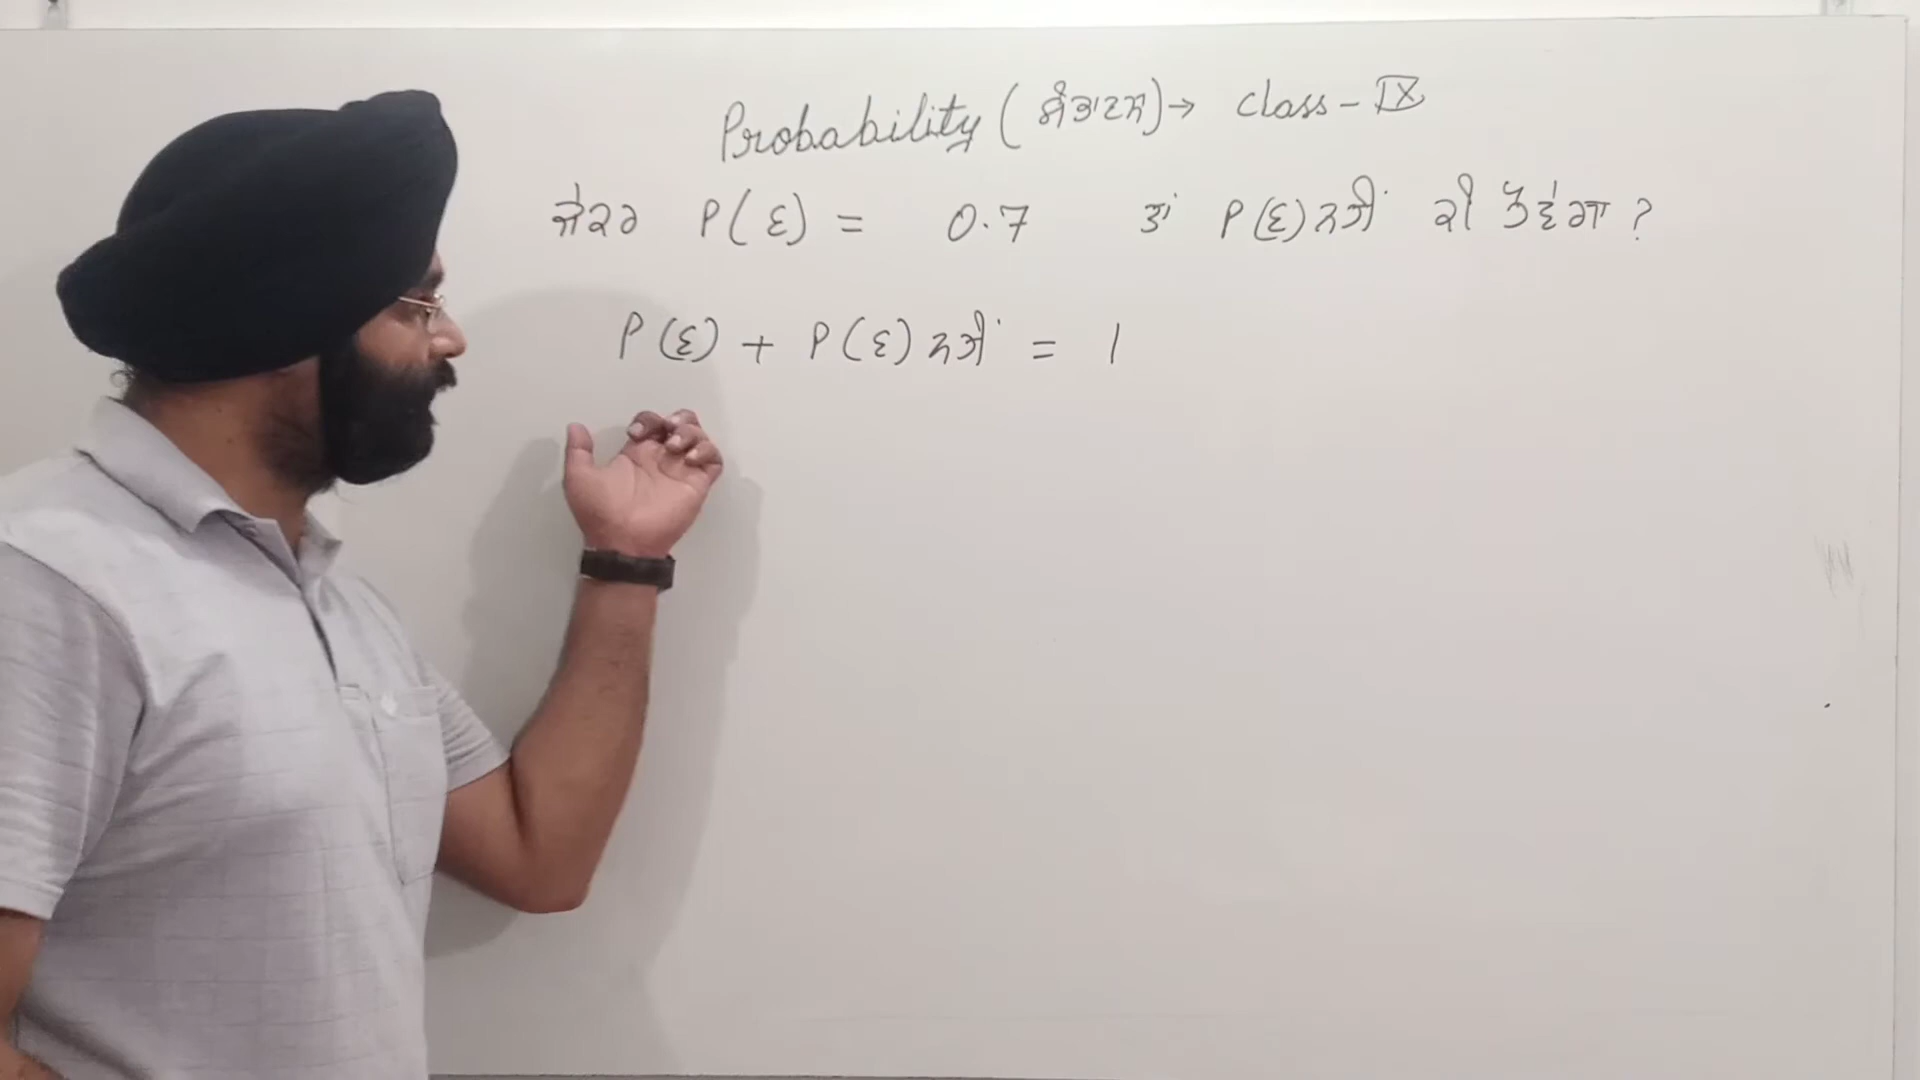 Probability ( ਸੰਭਾਵਨਾ ) → class - IX
ਜੇਕਰ P(E) = 0.7 ਤਾਂ P(E) ਨਹੀਂ ਕੀ ਹੋਵੇਗਾ ?
P(E) + P(E) ਨਹੀਂ = 1